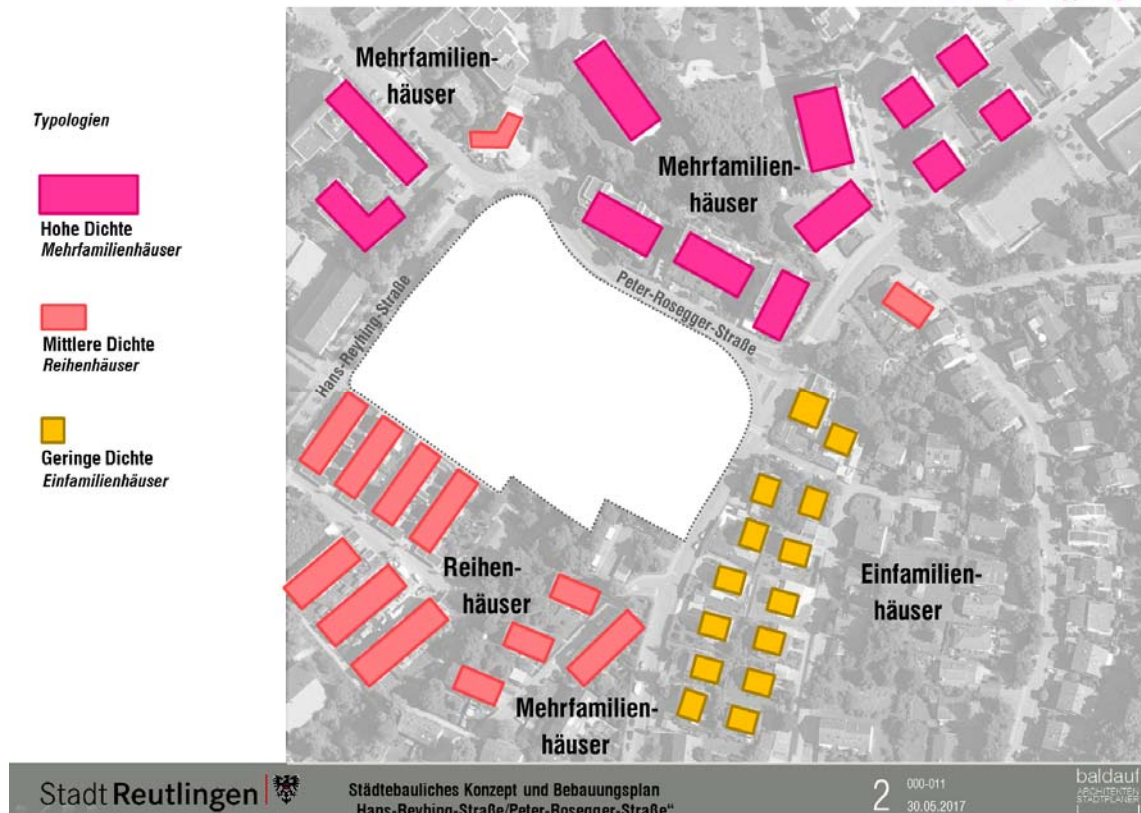 Typologien
Hohe Dichte
Mehrfamilienhäuser
Mittlere Dichte
Reihenhäuser
Geringe Dichte
Einfamilienhäuser
Mehrfamilien-
häuser
Mehrfamilien-
häuser
Hans-Reyhing-Straße
Peter-Rosegger-Straße
Reihen-
häuser
Einfamilien-
häuser
Mehrfamilien-
häuser
Stadt Reutlingen
Städtebauliches Konzept und Bebauungsplan
„Hans-Reyhing-Straße/Peter-Rosegger-Straße“
2
000-011
30.05.2017
baldauf
ARCHITEKTEN
STADTPLANER